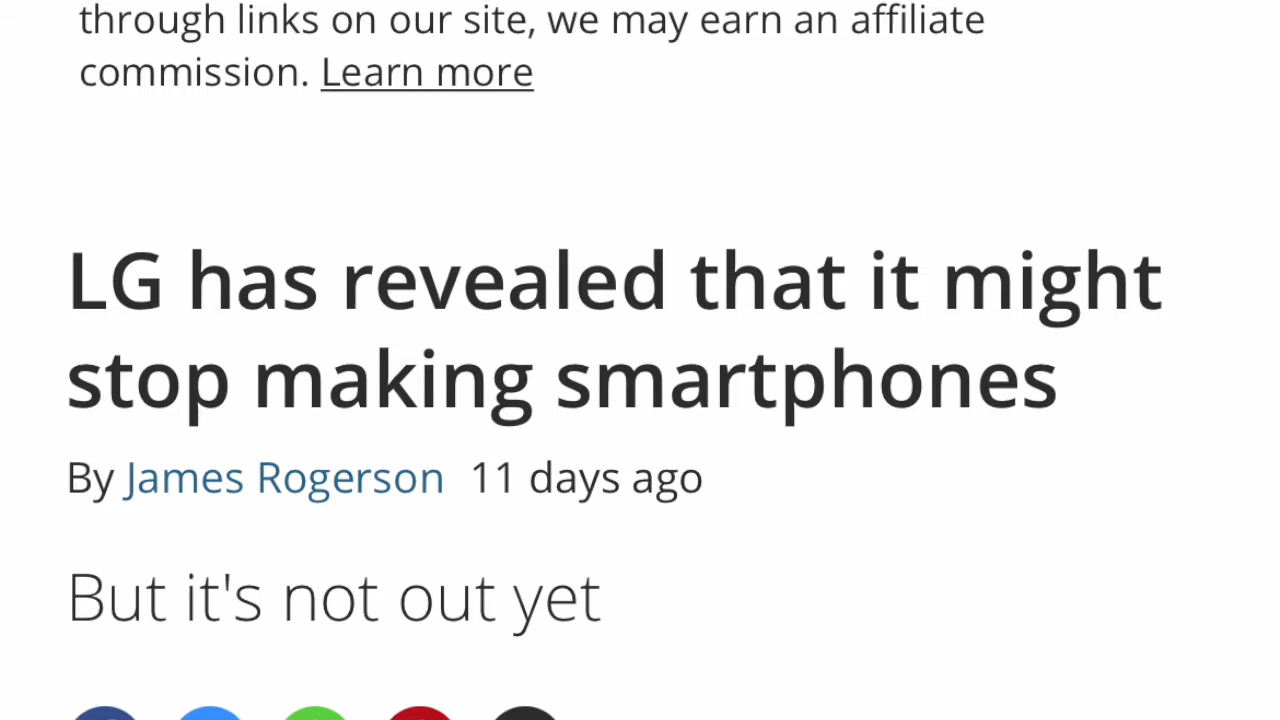 through links on our site, we may earn an affiliate
commission. Learn more
LG has revealed that it might
stop making smartphones
By James Rogerson 11 days ago
But it's not out yet